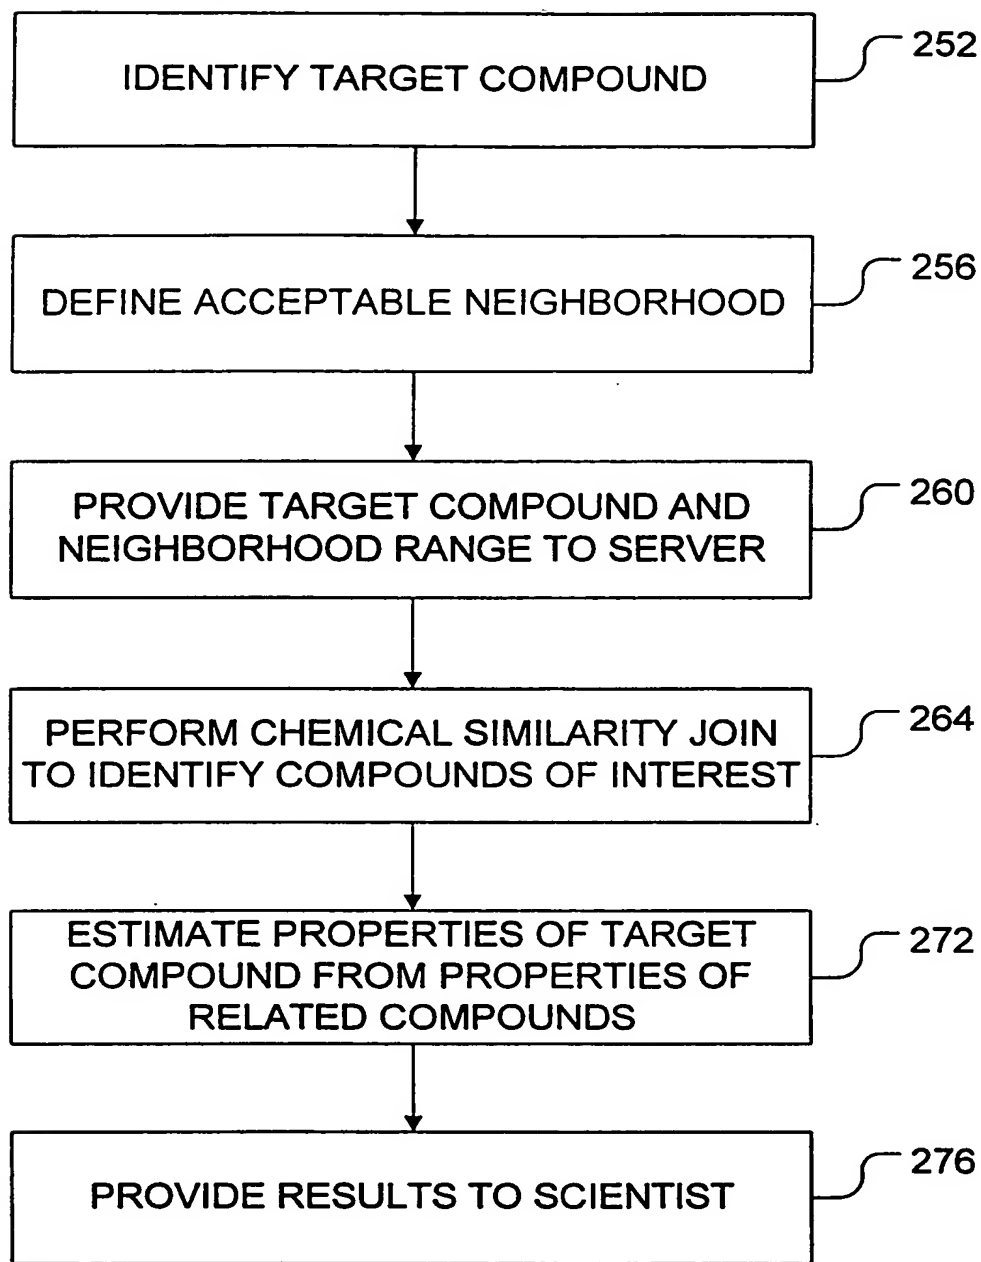 IDENTIFY TARGET COMPOUND
252
DEFINE ACCEPTABLE NEIGHBORHOOD
256
PROVIDE TARGET COMPOUND AND
NEIGHBORHOOD RANGE TO SERVER
260
PERFORM CHEMICAL SIMILARITY JOIN
TO IDENTIFY COMPOUNDS OF INTEREST
264
ESTIMATE PROPERTIES OF TARGET
COMPOUND FROM PROPERTIES OF
RELATED COMPOUNDS
272
PROVIDE RESULTS TO SCIENTIST
276